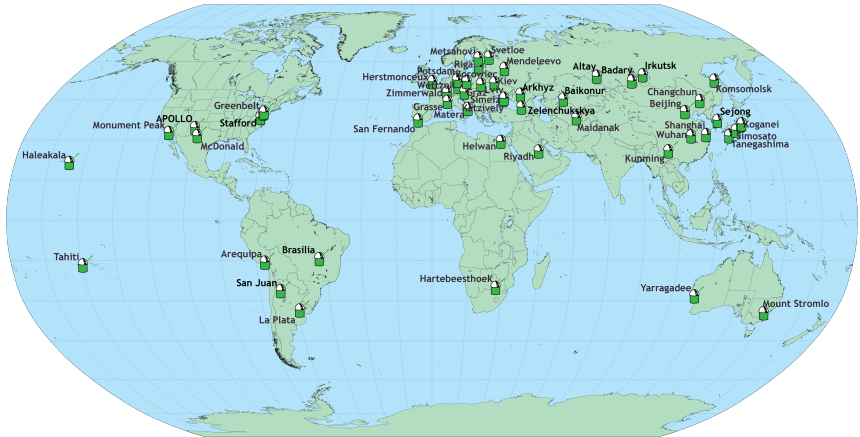 Metsahovi
Svetloe
Riga
Mendeleevo
Potsdam
Borowiec
Altay
Badary
Irkutsk
Herstmonceux
Kiev
Komsomolsk
Zimmerwald
Graz
Arkhyz
Baikonur
Changchun
Greenbelt
Grasse
Simeiz
Beijing
APOLLO
Stafford
Matera
Katzively
Zelenchukskya
Sejong
Monument Peak
San Fernando
Maidanak
Shanghai
Koganei
McDonald
Helwan
Wuhan
Simosato
Tanegashima
Haleakala
Riyadh
Kunming
Tahiti
Arequipa
Brasilia
San Juan
Hartebeesthoek
Yarragadee
La Plata
Mount Stromlo